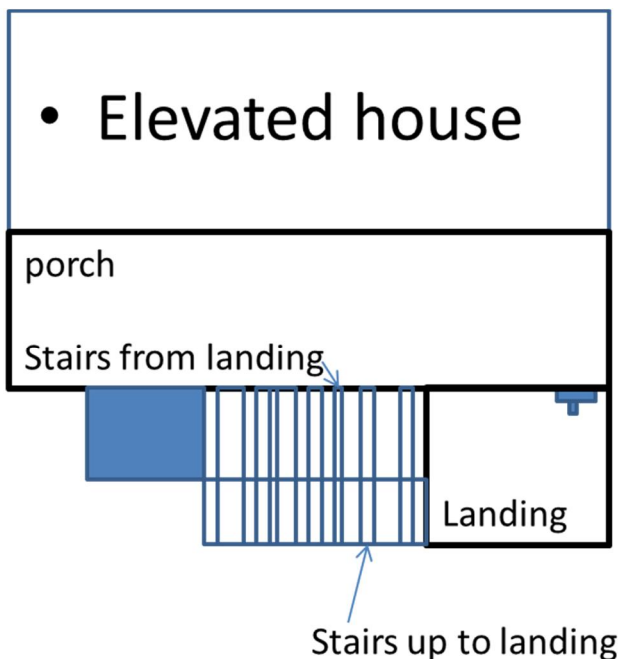 • Elevated house
porch
Stairs from landing
Landing
Stairs up to landing